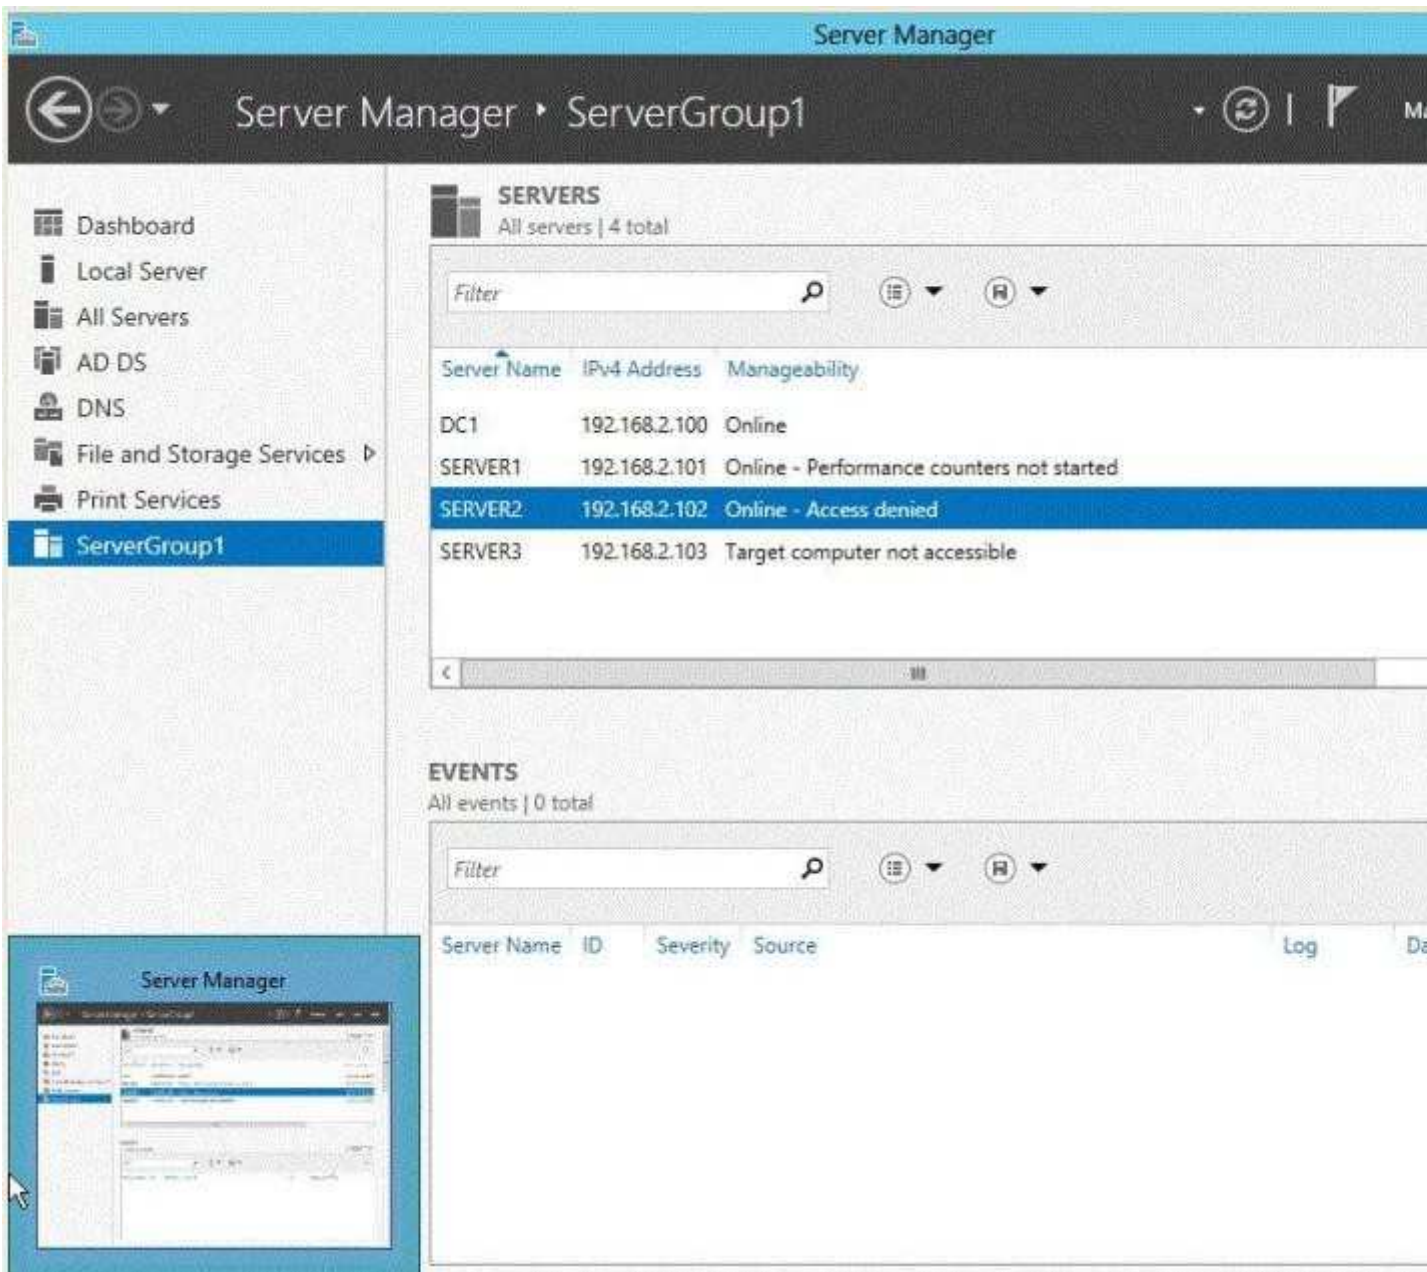 Server Manager
Server Manager ‣ ServerGroup1
Dashboard
Local Server
All Servers
AD DS
DNS
File and Storage Services
Print Services
ServerGroup1
SERVERS
All servers | 4 total
Filter
Server Name IPv4 Address Manageability
DC1 192.168.2.100 Online
SERVER1 192.168.2.101 Online - Performance counters not started
SERVER2 192.168.2.102 Online - Access denied
SERVER3 192.168.2.103 Target computer not accessible
EVENTS
All events | 0 total
Filter
Server Name ID Severity Source Log
Server Manager